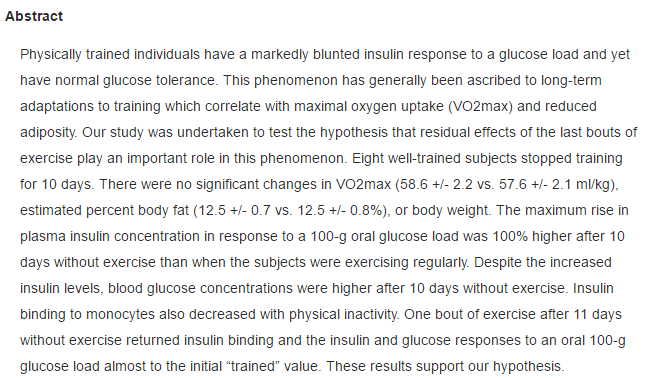 Abstract
Physically trained individuals have a markedly blunted insulin response to a glucose load and yet
have normal glucose tolerance. This phenomenon has generally been ascribed to long-term
adaptations to training which correlate with maximal oxygen uptake (VO2max) and reduced
adiposity. Our study was undertaken to test the hypothesis that residual effects of the last bouts of
exercise play an important role in this phenomenon. Eight well-trained subjects stopped training
for 10 days. There were no significant changes in VO2max (58.6 +/- 2.2 vs. 57.6 +/- 2.1 ml/kg),
estimated percent body fat (12.5 +/- 0.7 vs. 12.5 +/- 0.8%), or body weight. The maximum rise in
plasma insulin concentration in response to a 100-g oral glucose load was 100% higher after 10
days without exercise than when the subjects were exercising regularly. Despite the increased
insulin levels, blood glucose concentrations were higher after 10 days without exercise. Insulin
binding to monocytes also decreased with physical inactivity. One bout of exercise after 11 days
without exercise returned insulin binding and the insulin and glucose responses to an oral 100-g
glucose load almost to the initial “trained” value. These results support our hypothesis.